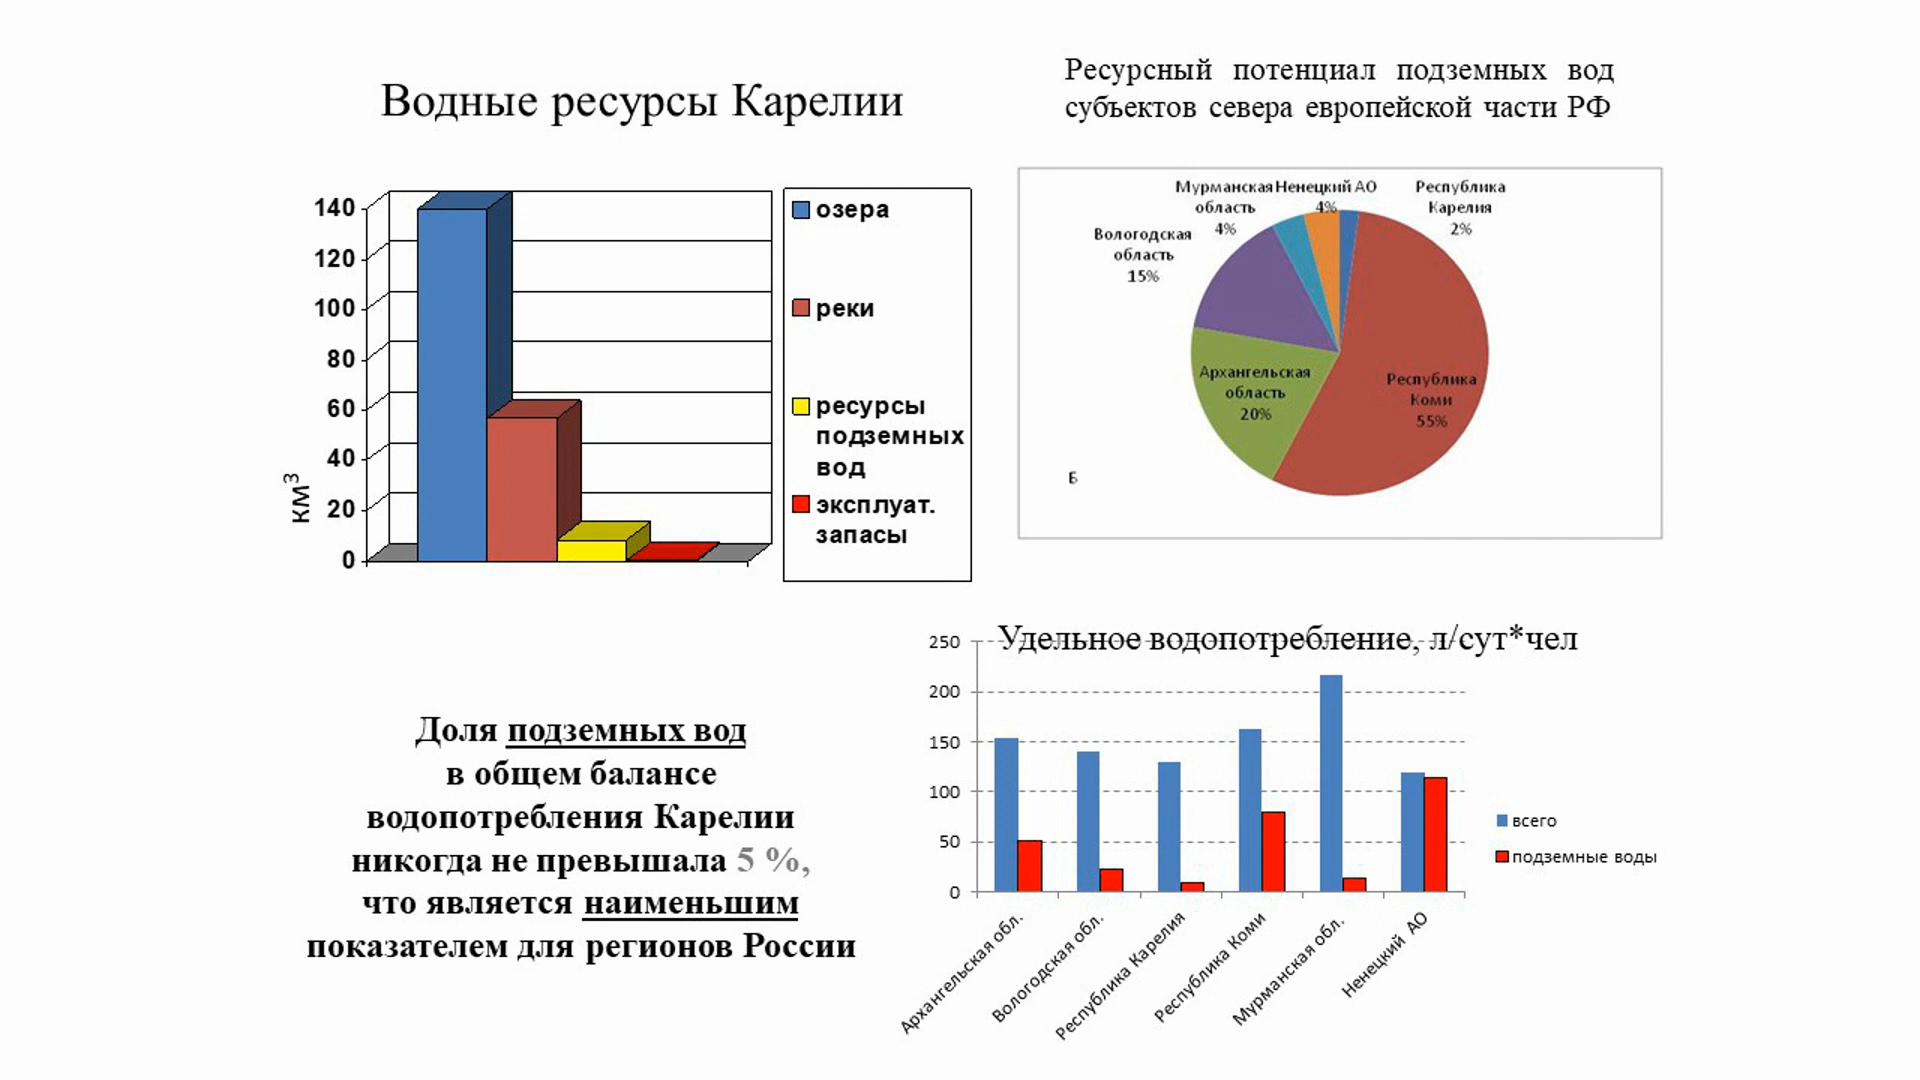 Водные ресурсы Карелии
140
120
100
80
60
40
20
0
км³
озера
реки
ресурсы
подземных
вод
эксплуат.
запасы
Ресурсный потенциал подземных вод
субъектов севера европейской части РФ
Мурманская
область
4%
Ненецкий АО
4%
Республика
Карелия
2%
Вологодская
область
15%
Архангельская
область
20%
Республика
Коми
55%
Б
Доля подземных вод
в общем балансе
водопотребления Карелии
никогда не превышала 5 %,
что является наименьшим
показателем для регионов России
Удельное водопотребление, л/сут*чел
250
200
150
100
50
0
Архангельская обл.
Вологодская обл.
Республика Карелия
Республика Коми
Мурманская обл.
Ненецкий АО
всего
подземные воды